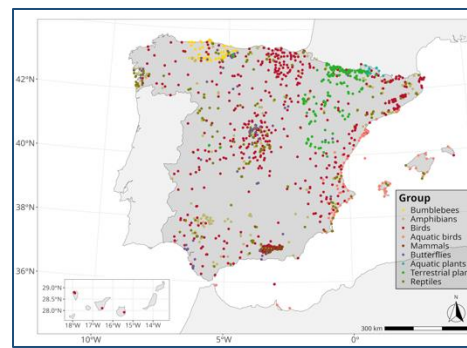 42°N
40°N
38°N
36°N
Group
Bumblebees
Amphibians
Birds
Aquatic birds
Mammals
Butterflies
Aquatic plants
Terrestrial plan
Reptiles
29.0°N
28.5°N
28.0°N
18°W 17°W 16°W 15°W 14°W
N
300 km
10°W 5°W 0°